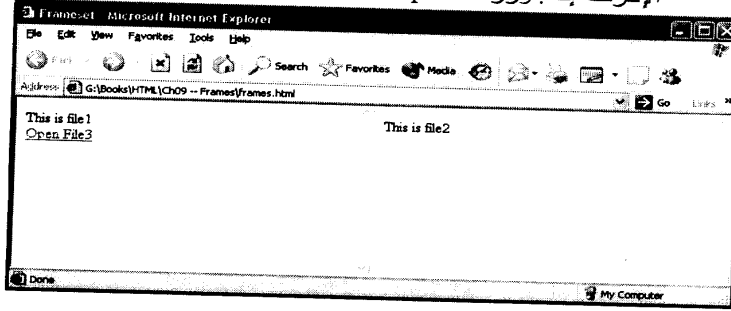 Frameset - Microsoft Internet Explorer
File Edit View Favorites Tools Help
Search Favorites Media
Address G:\Books\HTML\Ch09 -- Frames\frames.html Go Links »
This is file1 This is file2
Open File3
Done My Computer